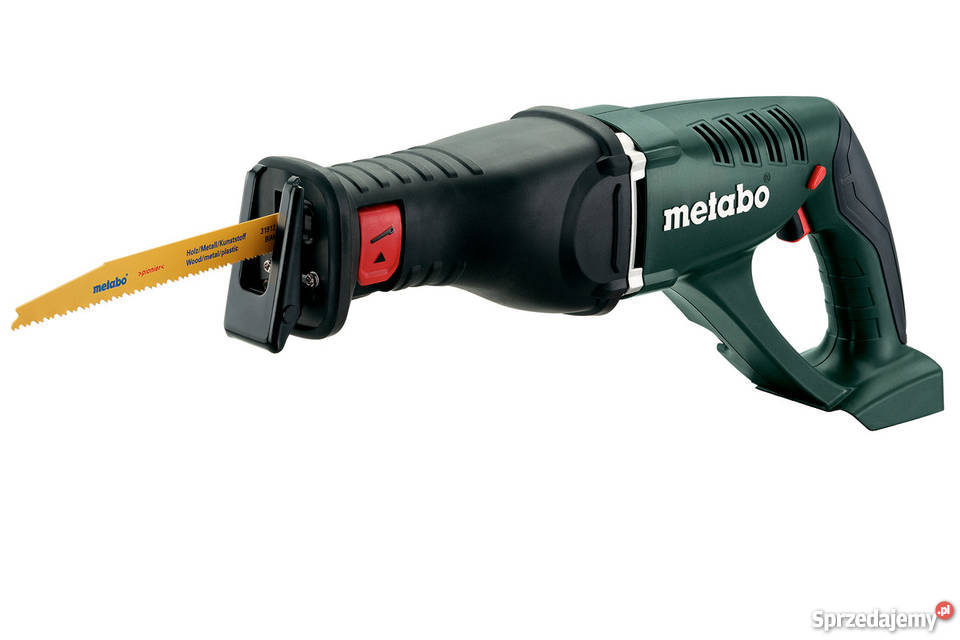 metabo®
Holz/Metall/Kunststoff
Wood/metal/plastic
>pionier<
metabo®
Sprzedajemy.pl